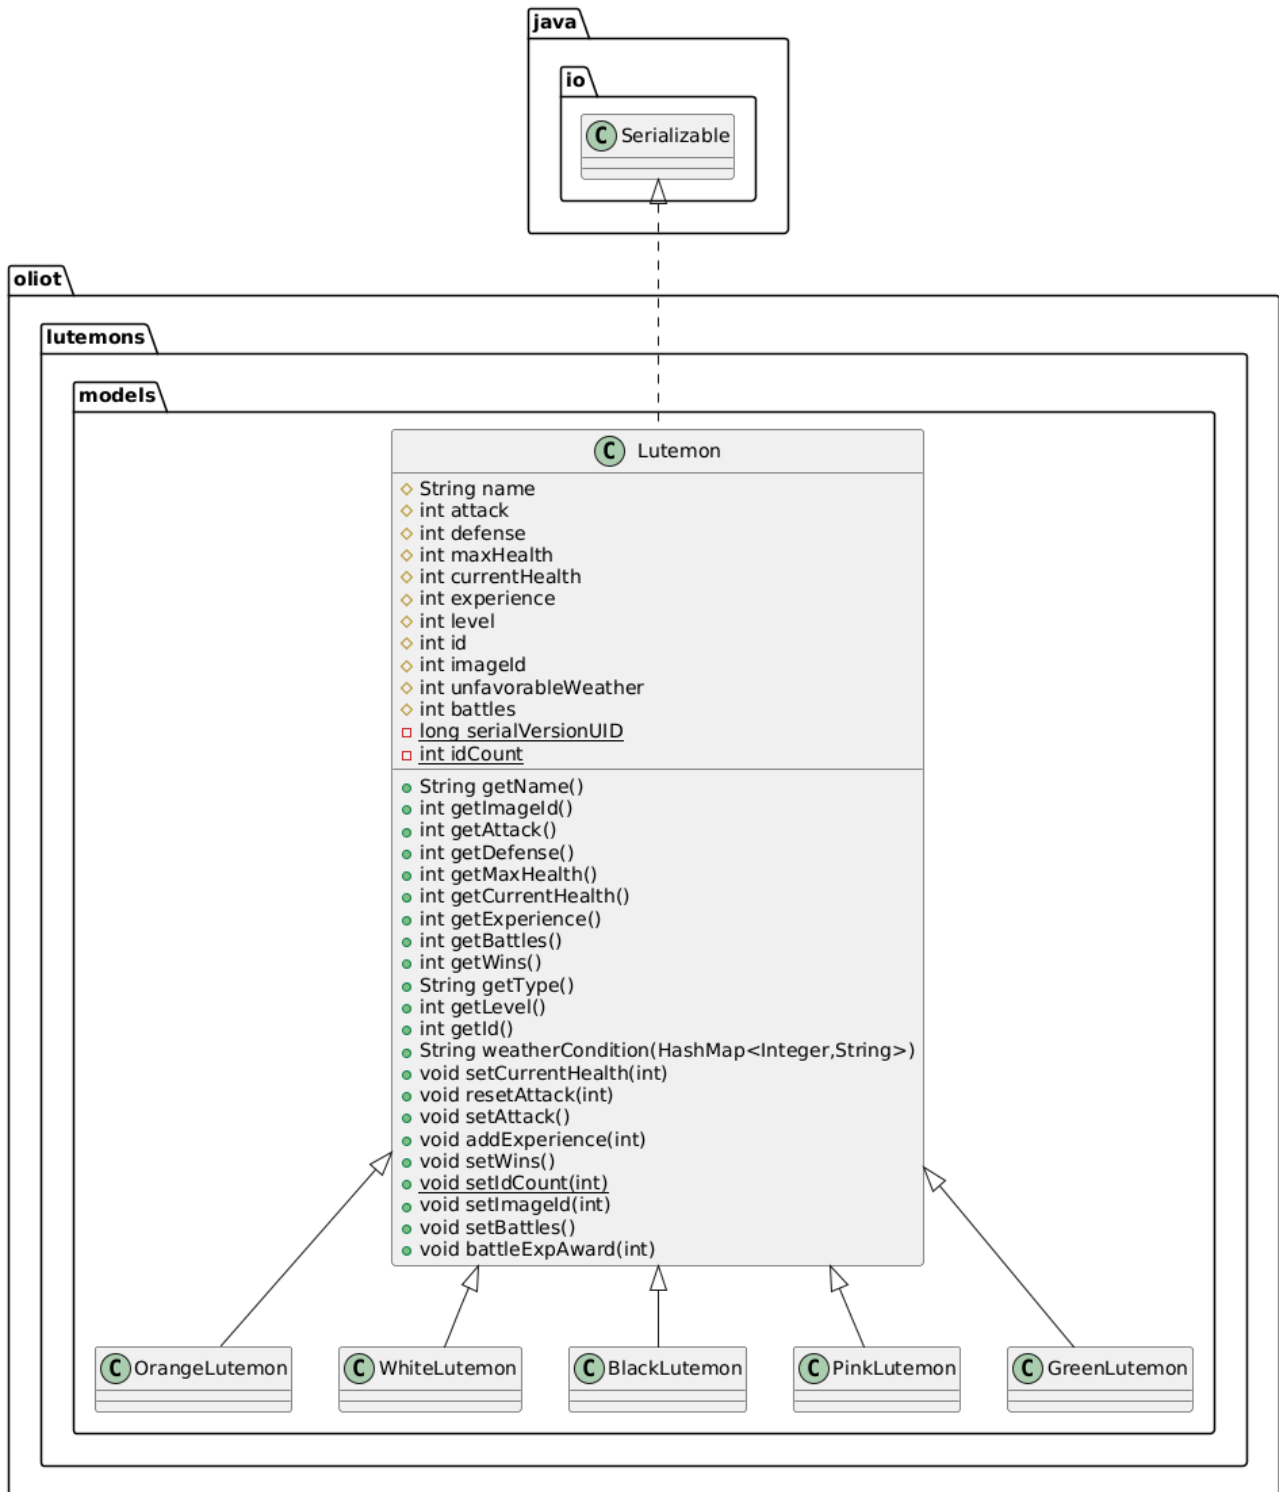 java
io
C Serializable
oliot
lutemons
models
C Lutemon
String name
int attack
int defense
int maxHealth
int currentHealth
int experience
int level
int id
int imageId
int unfavorableWeather
int battles
long serialVersionUID
int idCount
String getName()
int getImageId()
int getAttack()
int getDefense()
int getMaxHealth()
int getCurrentHealth()
int getExperience()
int getBattles()
int getWins()
String getType()
int getLevel()
int getId()
String weatherCondition(HashMap<Integer,String>)
void setCurrentHealth(int)
void resetAttack(int)
void setAttack()
void addExperience(int)
void setWins()
void setIdCount(int)
void setImageId(int)
void setBattles()
void battleExpAward(int)
C OrangeLutemon
C WhiteLutemon
C BlackLutemon
C PinkLutemon
C GreenLutemon